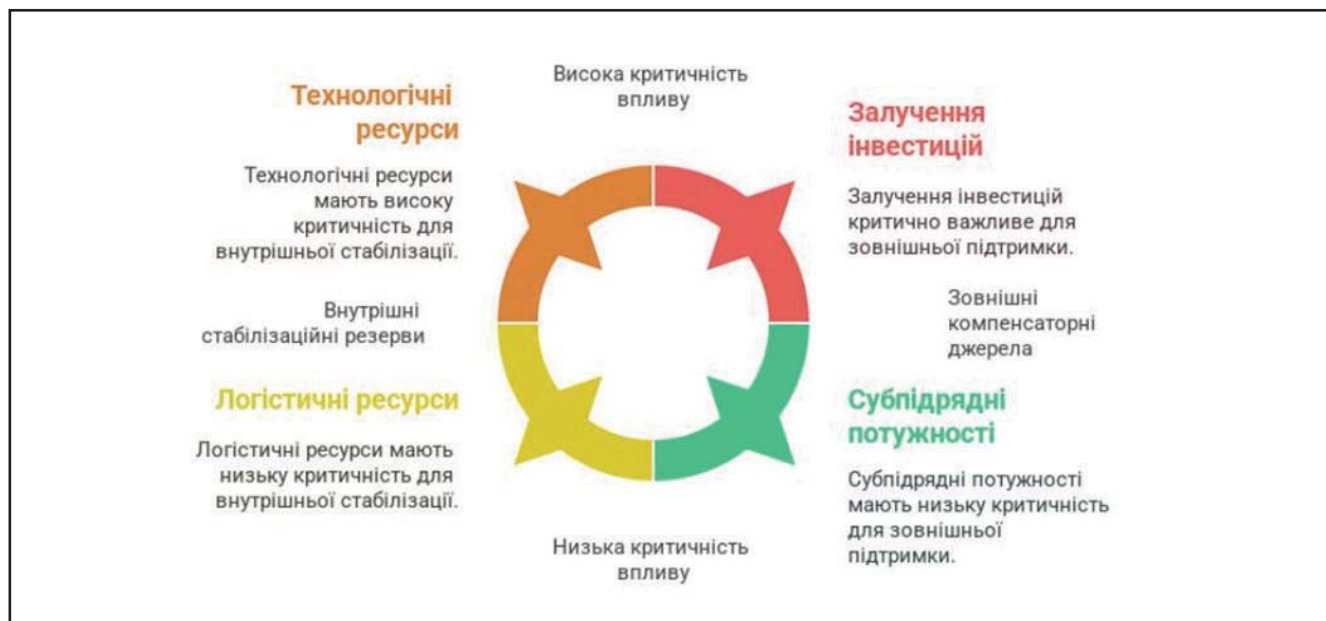 Висока критичність
впливу
Технологічні
ресурси
Технологічні ресурси
мають високу
критичність для
внутрішньої стабілізації.
Залучення
інвестицій
Залучення інвестицій
критично важливе для
зовнішньої підтримки.
Внутрішні
стабілізаційні резерви
Зовнішні
компенсаторні
джерела
Логістичні ресурси
Логістичні ресурси мають
низьку критичність для
внутрішньої стабілізації.
Субпідрядні
потужності
Субпідрядні потужності
мають низьку критичність
для зовнішньої
підтримки.
Низька критичність
впливу